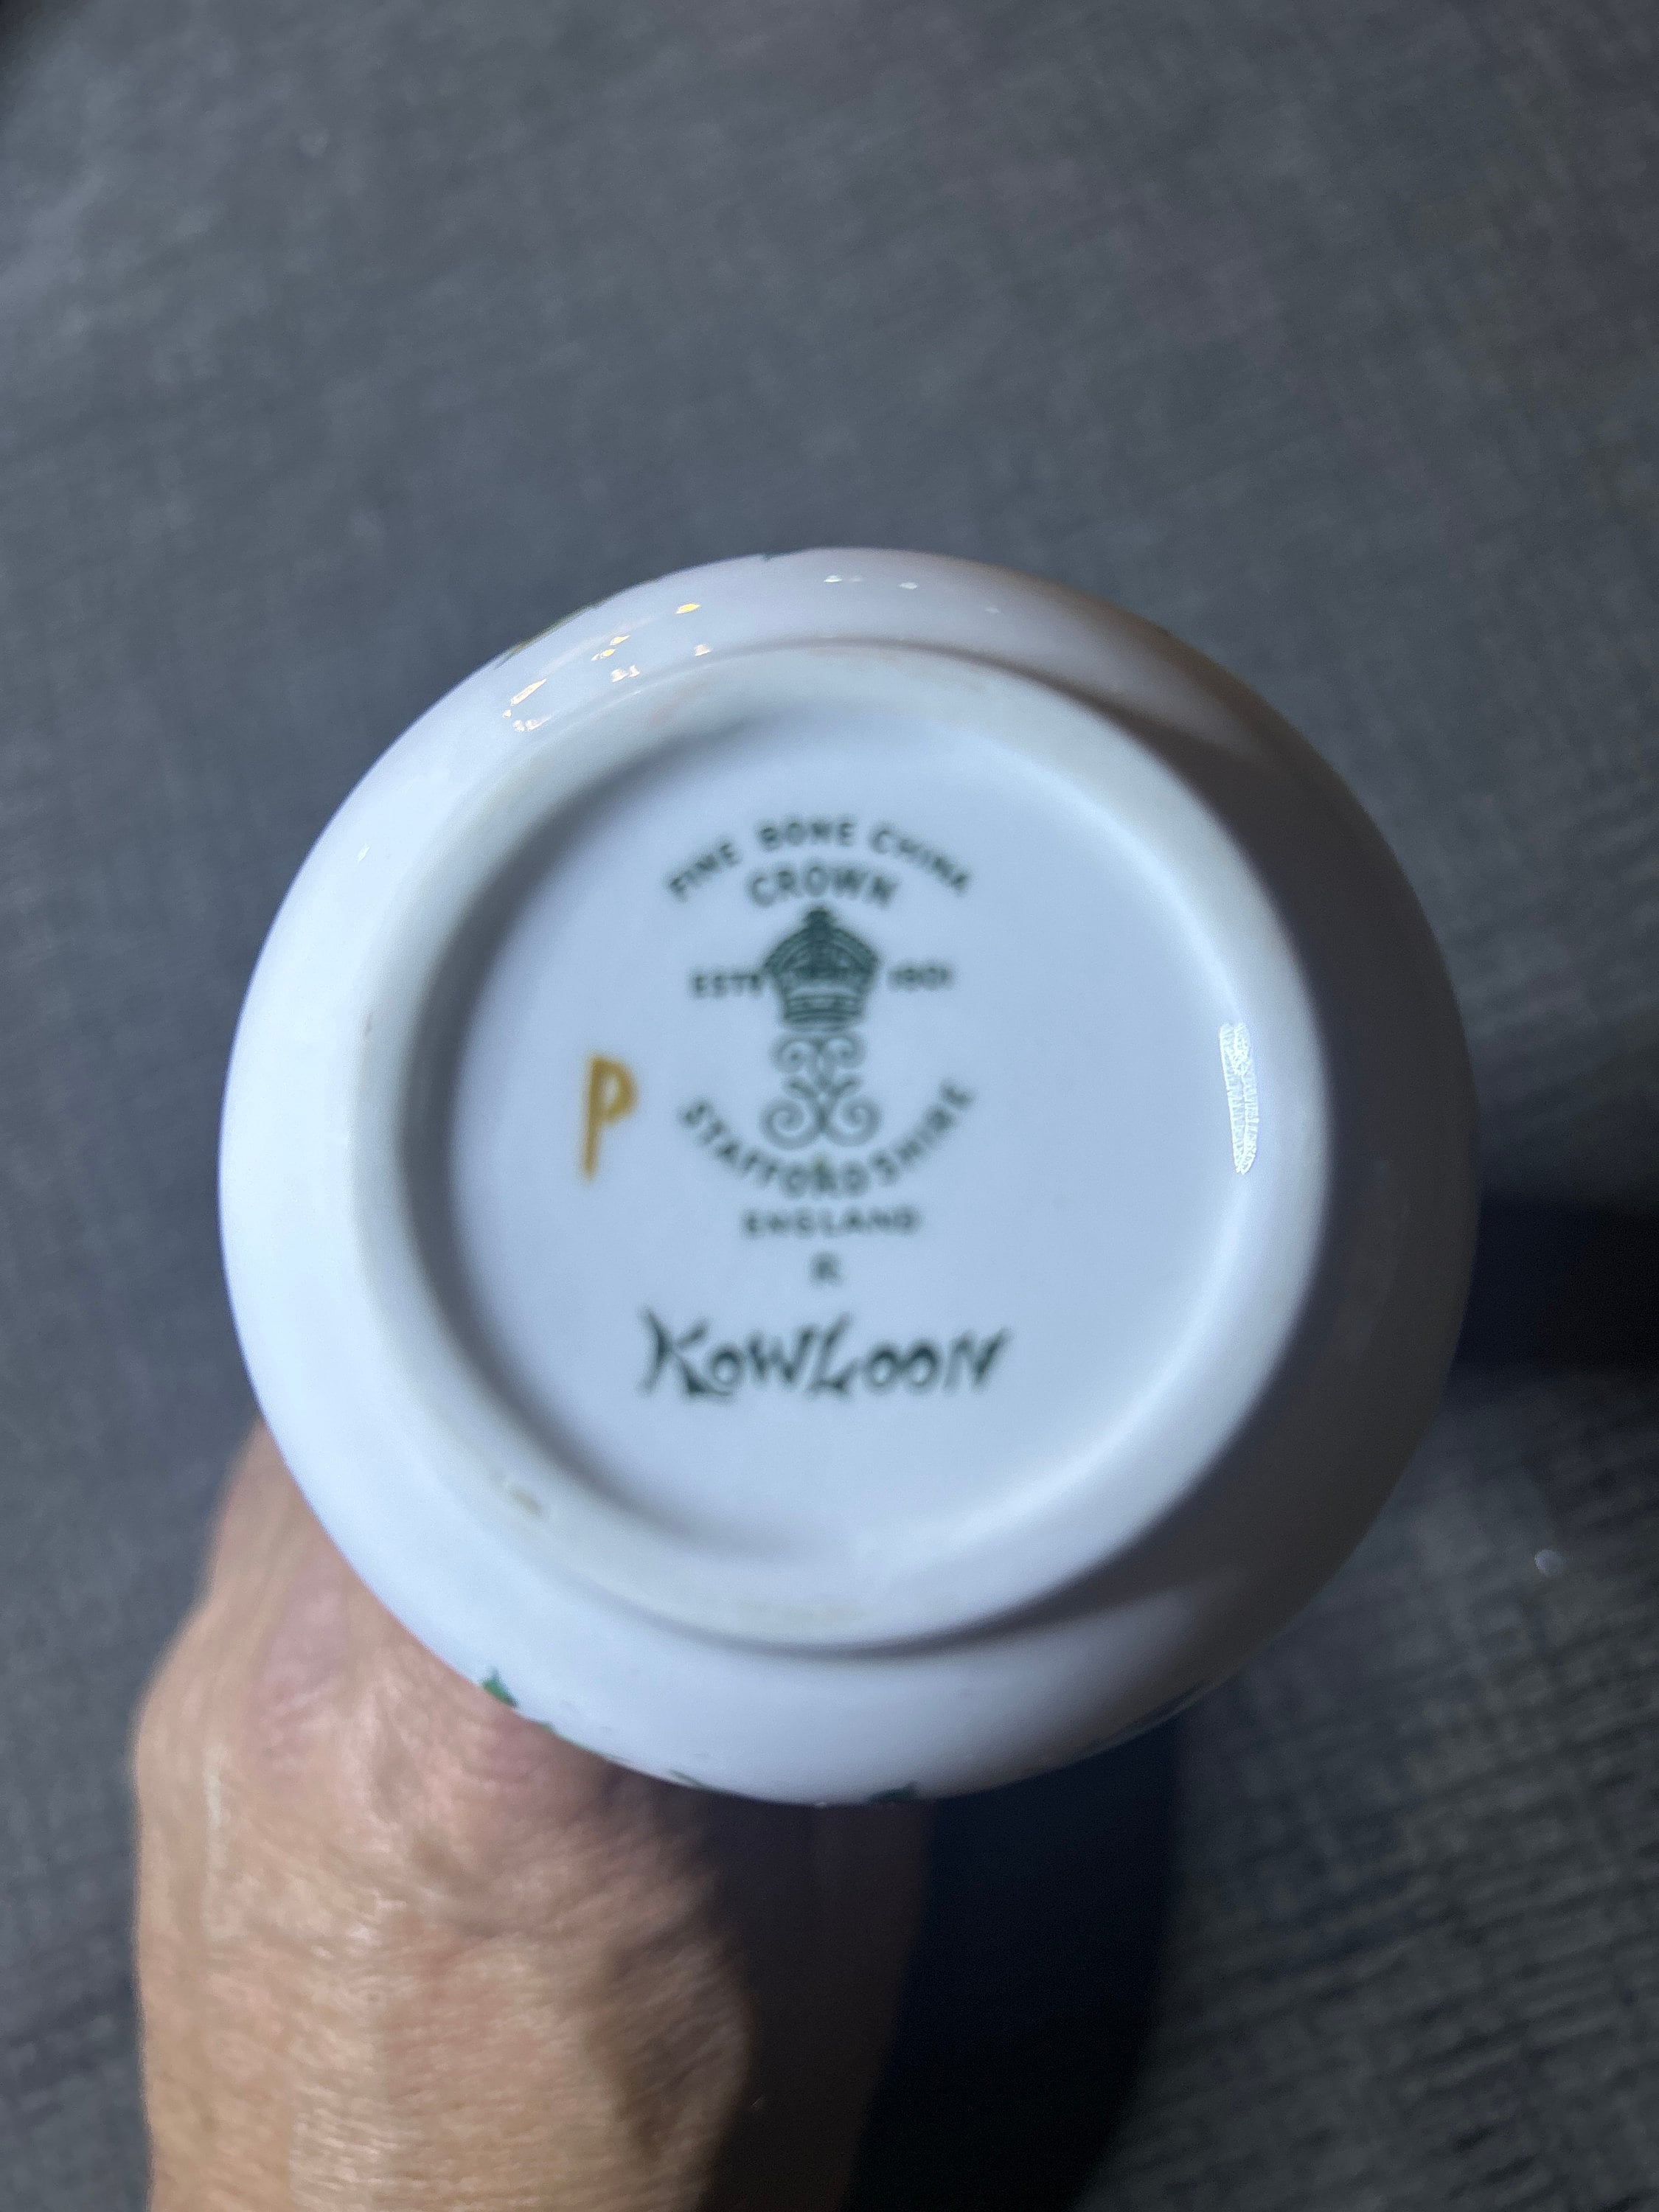 FINE BONE CHINA
CROWN
ESTD 1801
STAFFORDSHIRE
ENGLAND
R
KOWLOON
P